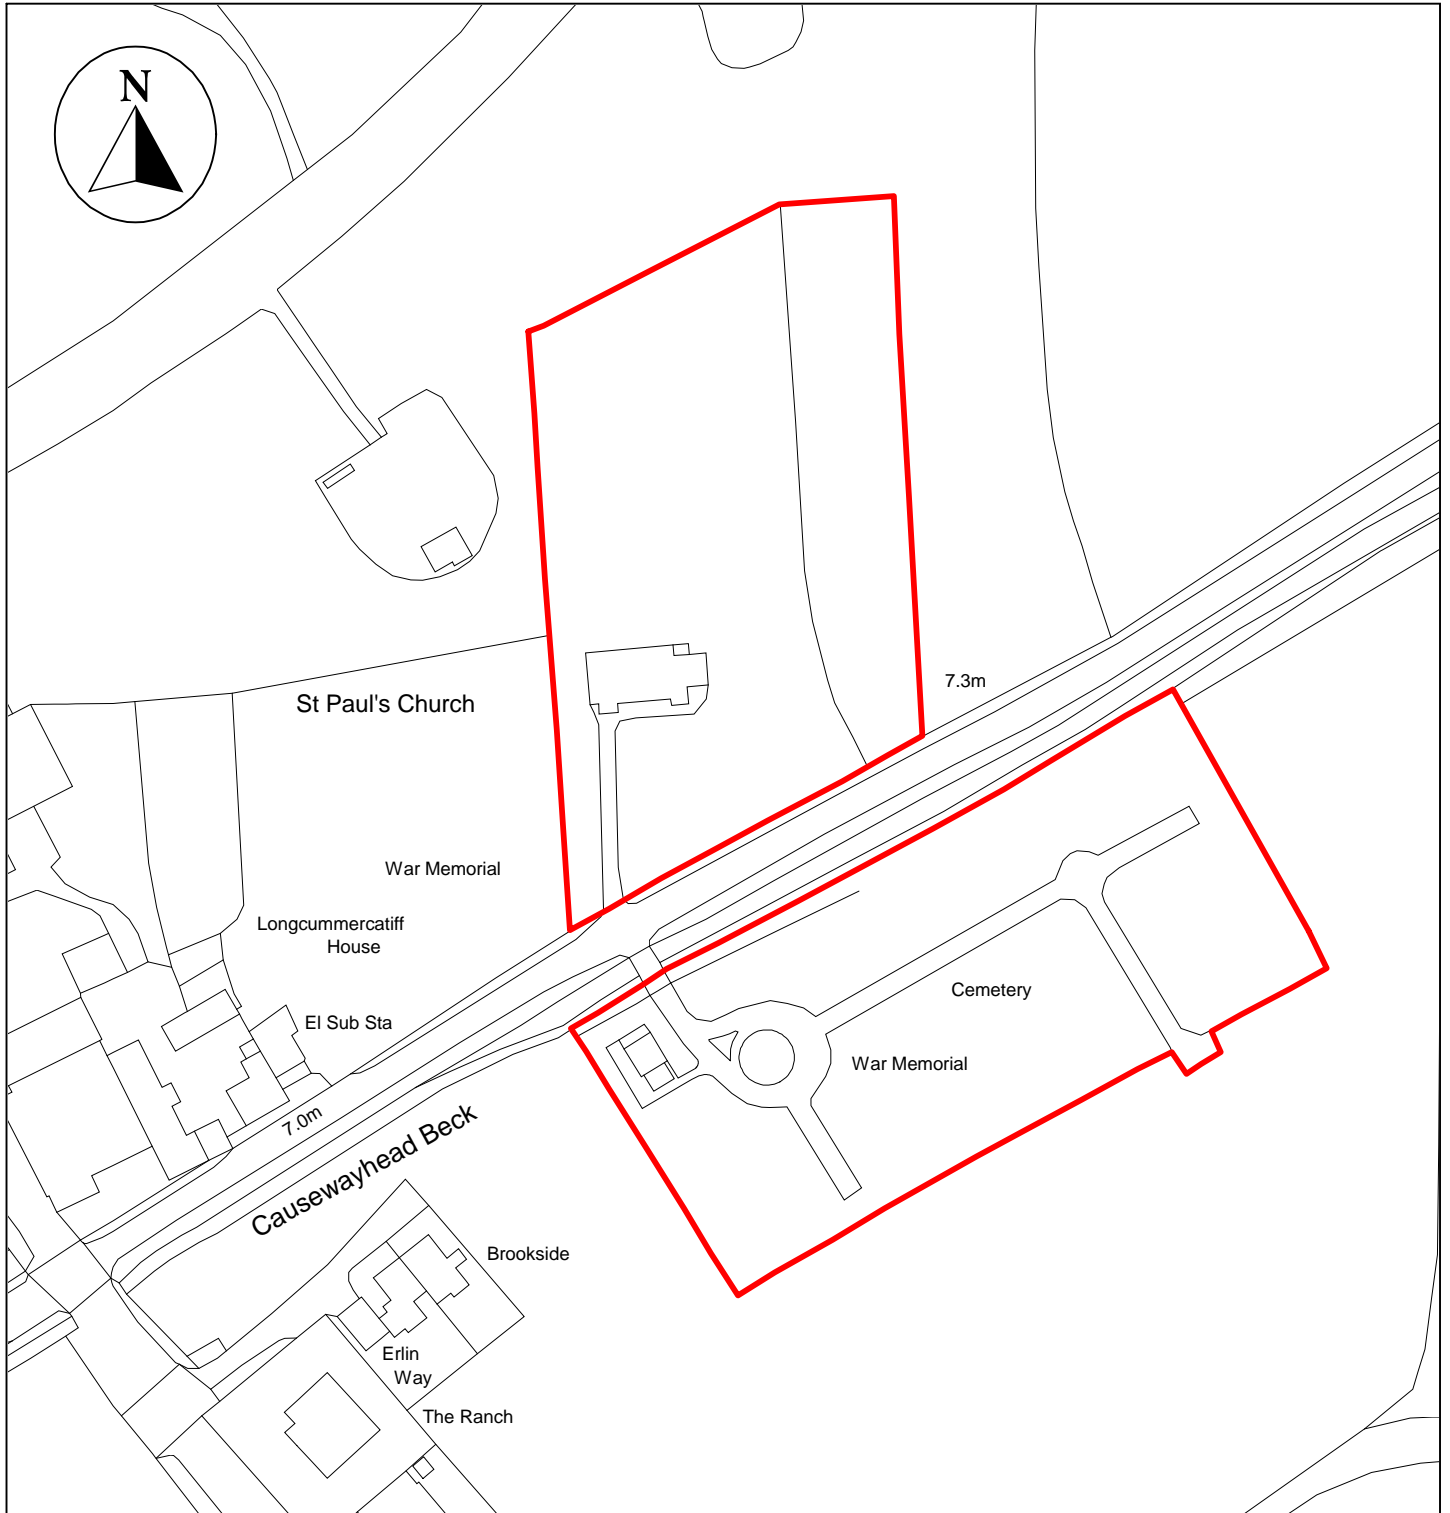 N
7.3m
St Paul's Church
War Memorial
Longcummercatiff
House
Cemetery
El Sub Sta
War Memorial
7.0m
Causewayhead Beck
Brookside
Erlin
Way
The Ranch